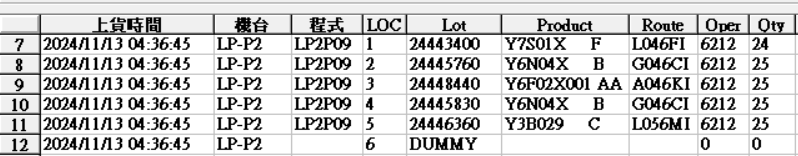 上貨時間 機台 程式 LOC Lot Product Route Oper Qty
7 2024/11/13 04:36:45 LP-P2 LP2P09 1 24443400 Y7S01X F L046FI 6212 24
8 2024/11/13 04:36:45 LP-P2 LP2P09 2 24445760 Y6N04X B G046CI 6212 25
9 2024/11/13 04:36:45 LP-P2 LP2P09 3 24448440 Y6F02X001 AA A046KI 6212 25
10 2024/11/13 04:36:45 LP-P2 LP2P09 4 24445830 Y6N04X B G046CI 6212 25
11 2024/11/13 04:36:45 LP-P2 LP2P09 5 24446360 Y3B029 C L056MI 6212 25
12 2024/11/13 04:36:45 LP-P2 6 DUMMY 0 0